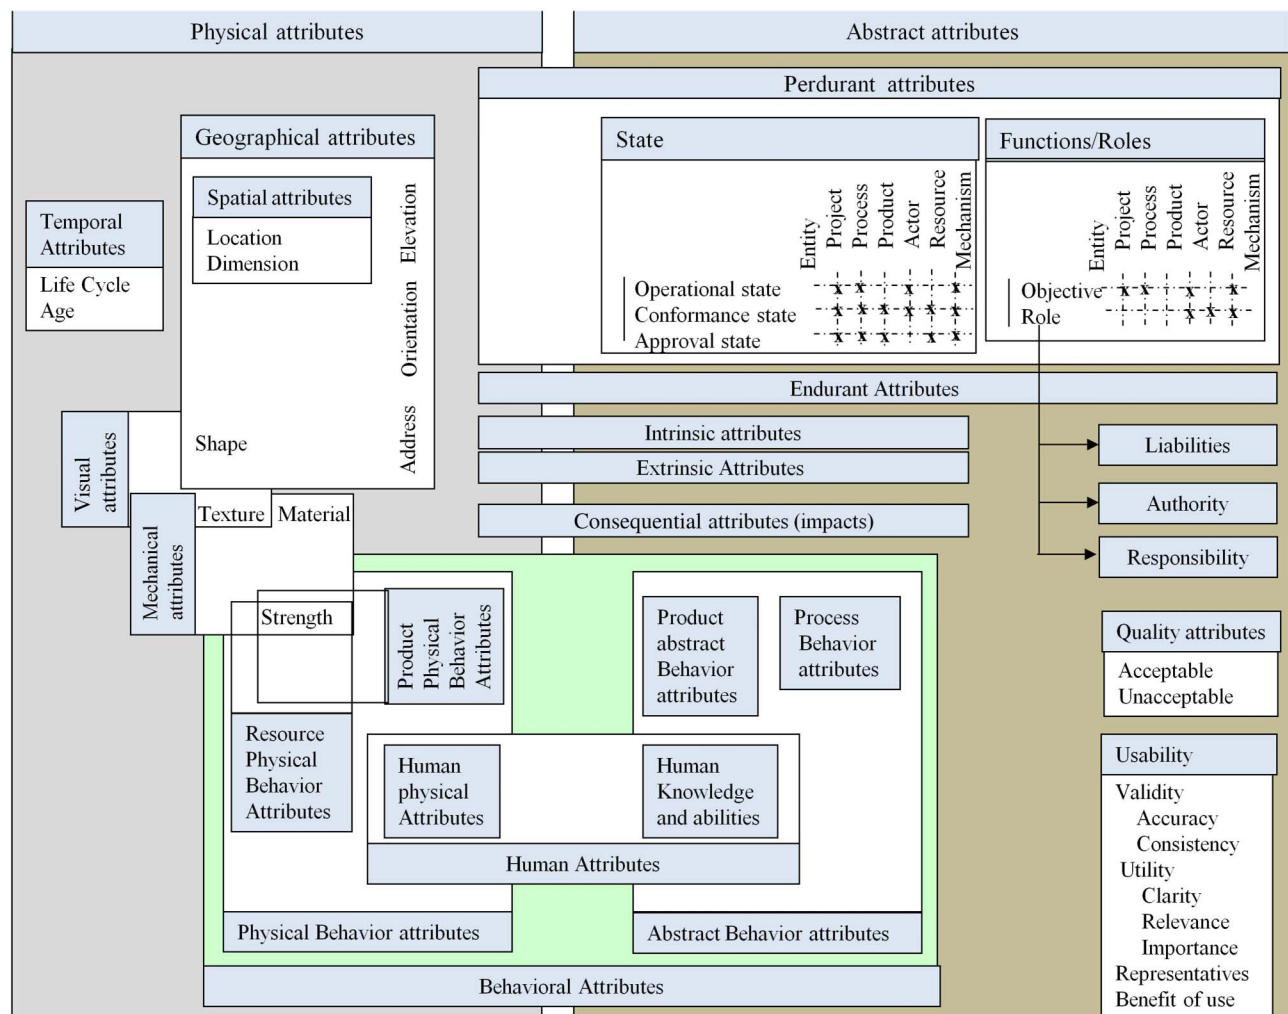 Physical attributes
Abstract attributes
Perdurant attributes
Geographical attributes
Spatial attributes
Location
Dimension
Elevation
Orientation
Address
Shape
Temporal
Attributes
Life Cycle
Age
State
Entity
Project
Process
Product
Actor
Resource
Mechanism
Operational state x x x x
Conformance state x x x x x x
Approval state x x x x x
Functions/Roles
Entity
Project
Process
Product
Actor
Resource
Mechanism
Objective x x x x
Role x x x
Endurant Attributes
Intrinsic attributes
Extrinsic Attributes
Consequential attributes (impacts)
Liabilities
Authority
Responsibility
Visual
attributes
Texture
Material
Mechanical
attributes
Strength
Product
Physical
Behavior
Attributes
Resource
Physical
Behavior
Attributes
Product
abstract
Behavior
attributes
Process
Behavior
attributes
Human
physical
Attributes
Human
Knowledge
and abilities
Human Attributes
Physical Behavior attributes
Abstract Behavior attributes
Behavioral Attributes
Quality attributes
Acceptable
Unacceptable
Usability
Validity
Accuracy
Consistency
Utility
Clarity
Relevance
Importance
Representatives
Benefit of use